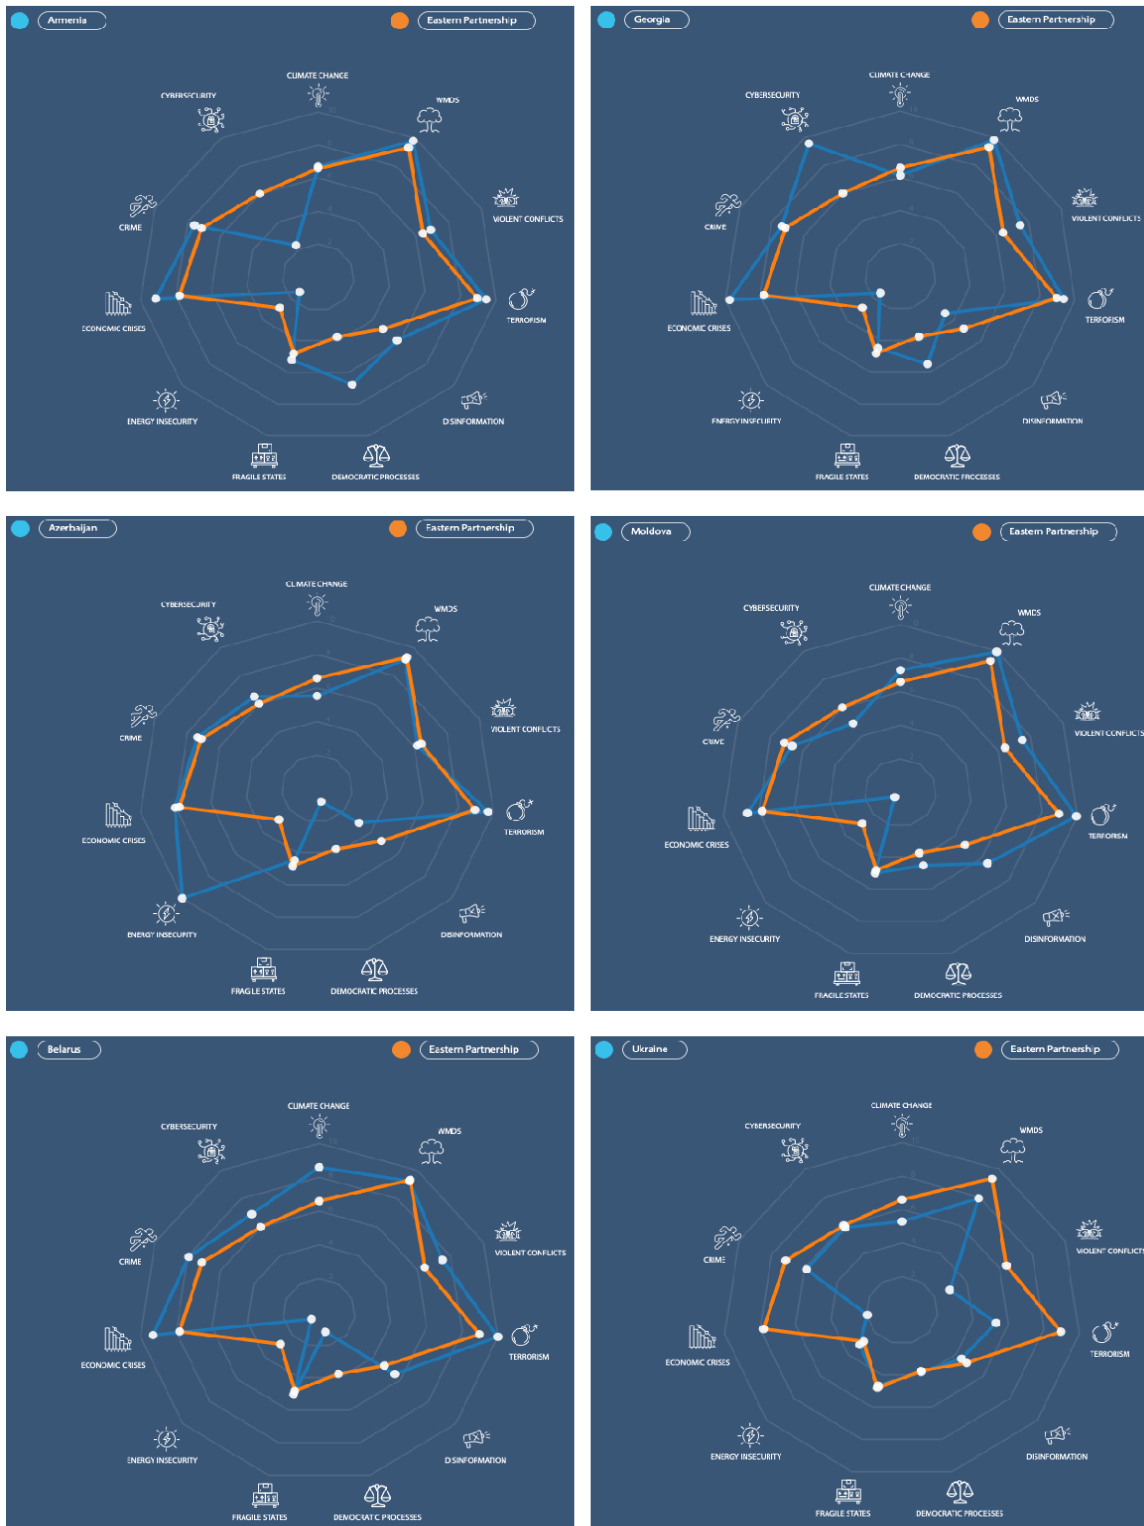 Armenia
Eastern Partnership
CLIMATE CHANGE
CYBERSECURITY
WMDS
CRIME
VIOLENT CONFLICTS
ECONOMIC CRISES
TERRORISM
ENERGY INSECURITY
DISINFORMATION
FRAGILE STATES
DEMOCRATIC PROCESSES
Georgia
Eastern Partnership
CLIMATE CHANGE
CYBERSECURITY
WMDS
CRIME
VIOLENT CONFLICTS
ECONOMIC CRISES
TERRORISM
ENERGY INSECURITY
DISINFORMATION
FRAGILE STATES
DEMOCRATIC PROCESSES
Azerbaijan
Eastern Partnership
CLIMATE CHANGE
CYBERSECURITY
WMDS
CRIME
VIOLENT CONFLICTS
ECONOMIC CRISES
TERRORISM
ENERGY INSECURITY
DISINFORMATION
FRAGILE STATES
DEMOCRATIC PROCESSES
Moldova
Eastern Partnership
CLIMATE CHANGE
CYBERSECURITY
WMDS
CRIME
VIOLENT CONFLICTS
ECONOMIC CRISES
TERRORISM
ENERGY INSECURITY
DISINFORMATION
FRAGILE STATES
DEMOCRATIC PROCESSES
Belarus
Eastern Partnership
CLIMATE CHANGE
CYBERSECURITY
WMDS
CRIME
VIOLENT CONFLICTS
ECONOMIC CRISES
TERRORISM
ENERGY INSECURITY
DISINFORMATION
FRAGILE STATES
DEMOCRATIC PROCESSES
Ukraine
Eastern Partnership
CLIMATE CHANGE
CYBERSECURITY
WMDS
CRIME
VIOLENT CONFLICTS
ECONOMIC CRISES
TERRORISM
ENERGY INSECURITY
DISINFORMATION
FRAGILE STATES
DEMOCRATIC PROCESSES